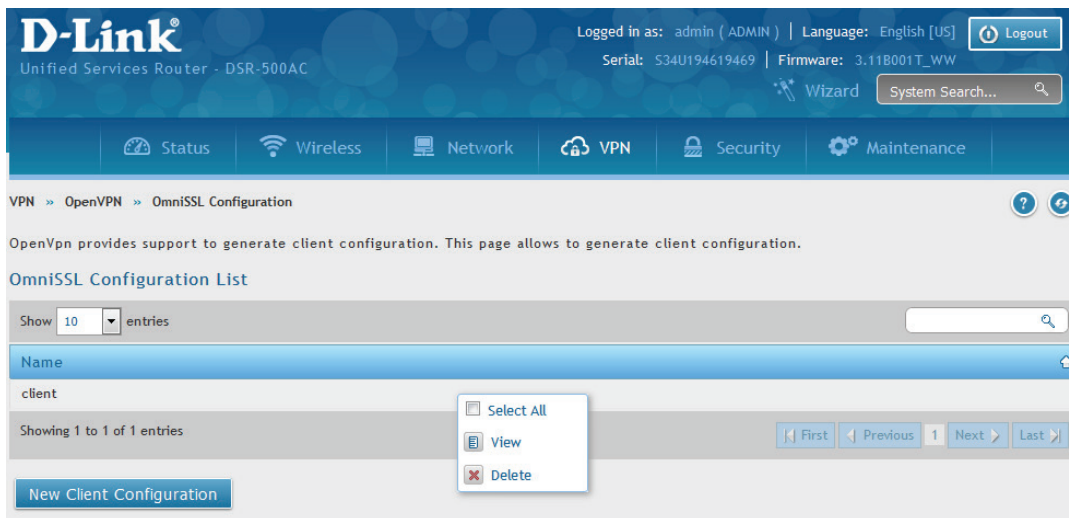 D-Link®
Unified Services Router - DSR-500AC
Logged in as: admin ( ADMIN ) | Language: English [US]
Logout
Serial: S34U194619469 | Firmware: 3.11B001T_WW
Wizard
System Search...
Status
Wireless
Network
VPN
Security
Maintenance
VPN » OpenVPN » OmniSSL Configuration
?
OpenVpn provides support to generate client configuration. This page allows to generate client configuration.
OmniSSL Configuration List
Show 10 entries
Name
client
Select All
View
Delete
Showing 1 to 1 of 1 entries
First
Previous
1
Next
Last
New Client Configuration